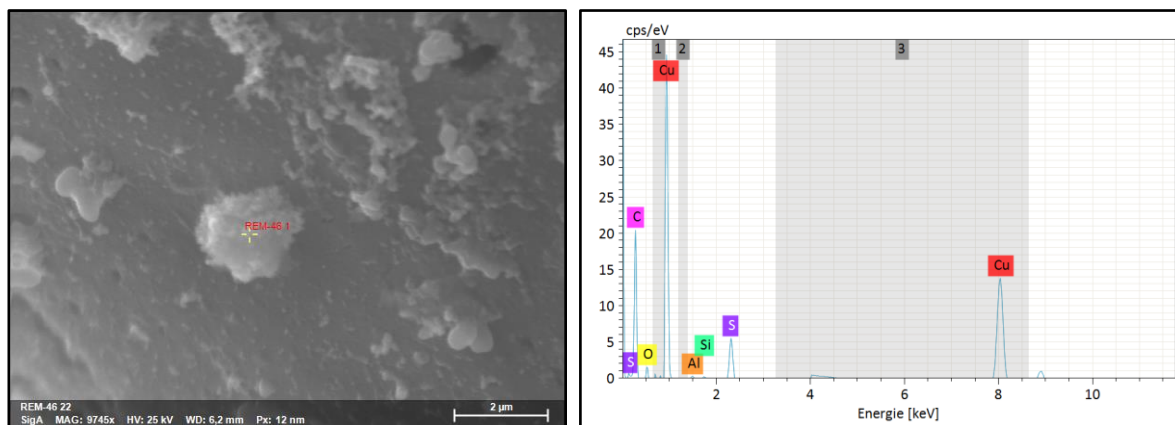 REM-46 1
REM-46 22
SigA MAG: 9745x HV: 25 kV WD: 6,2 mm Px: 12 nm
2 µm
cps/eV
45
40
35
30
25
20
15
10
5
0
1 2 3
Cu
C
S
O
Al
Si
S
Cu
2 4 6 8 10
Energie [keV]